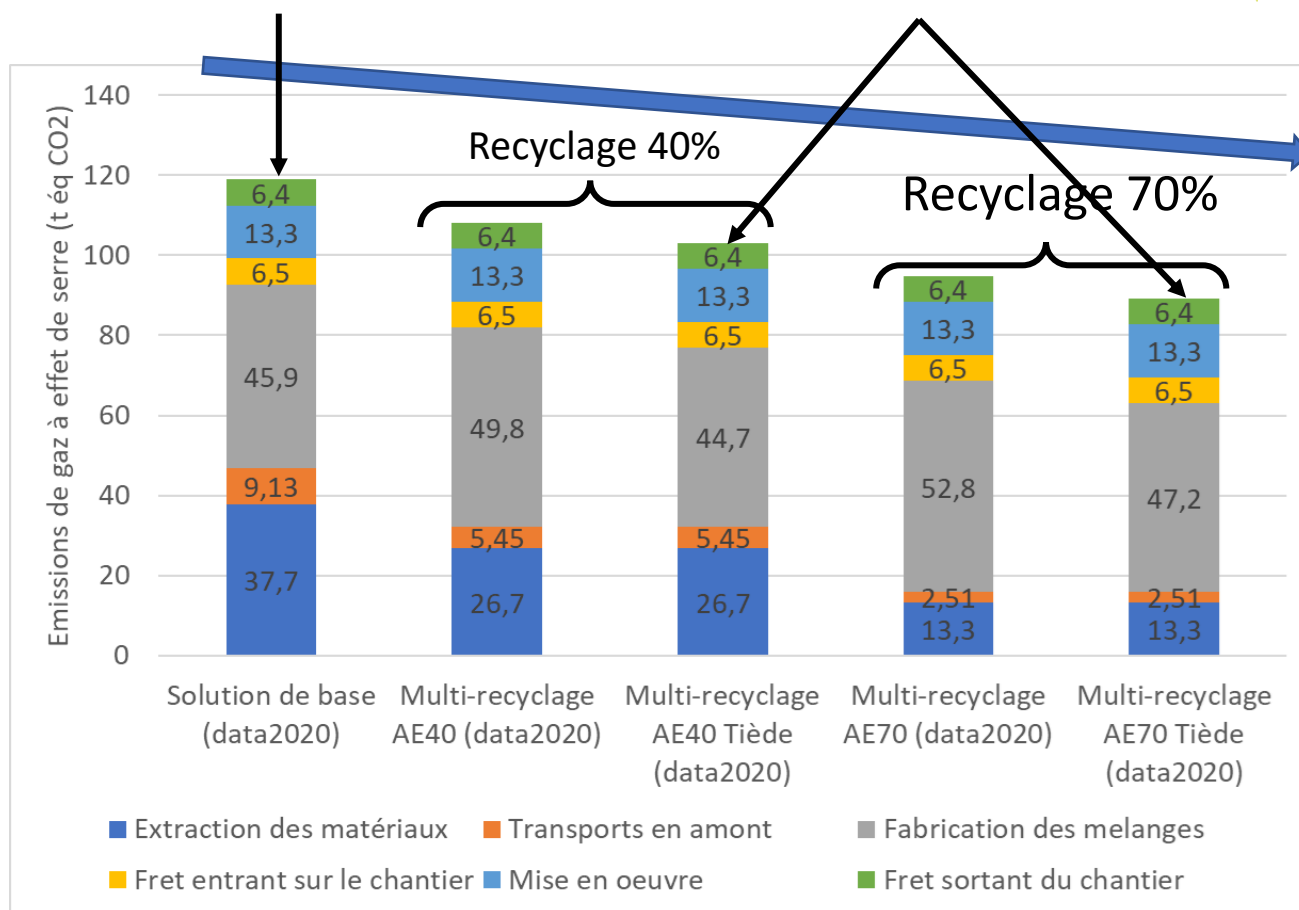 Emissions de gaz à effet de serre (t éq CO2)
140
120
100
80
60
40
20
0
Recyclage 40%
Recyclage 70%
6,4
13,3
6,5
45,9
9,13
37,7
6,4
13,3
6,5
49,8
5,45
26,7
6,4
13,3
6,5
44,7
5,45
26,7
6,4
13,3
6,5
52,8
2,51
13,3
6,4
13,3
6,5
47,2
2,51
13,3
Solution de base
(data2020)
Multi-recyclage
AE40 (data2020)
Multi-recyclage
AE40 Tiède
(data2020)
Multi-recyclage
AE70 (data2020)
Multi-recyclage
AE70 Tiède
(data2020)
Extraction des matériaux
Transports en amont
Fabrication des melanges
Fret entrant sur le chantier
Mise en oeuvre
Fret sortant du chantier